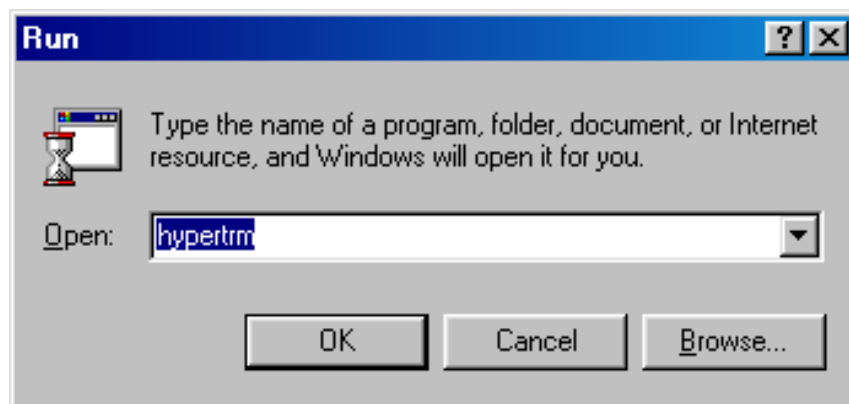 Run
Type the name of a program, folder, document, or Internet
resource, and Windows will open it for you.
Open: hypertrm
OK Cancel Browse...